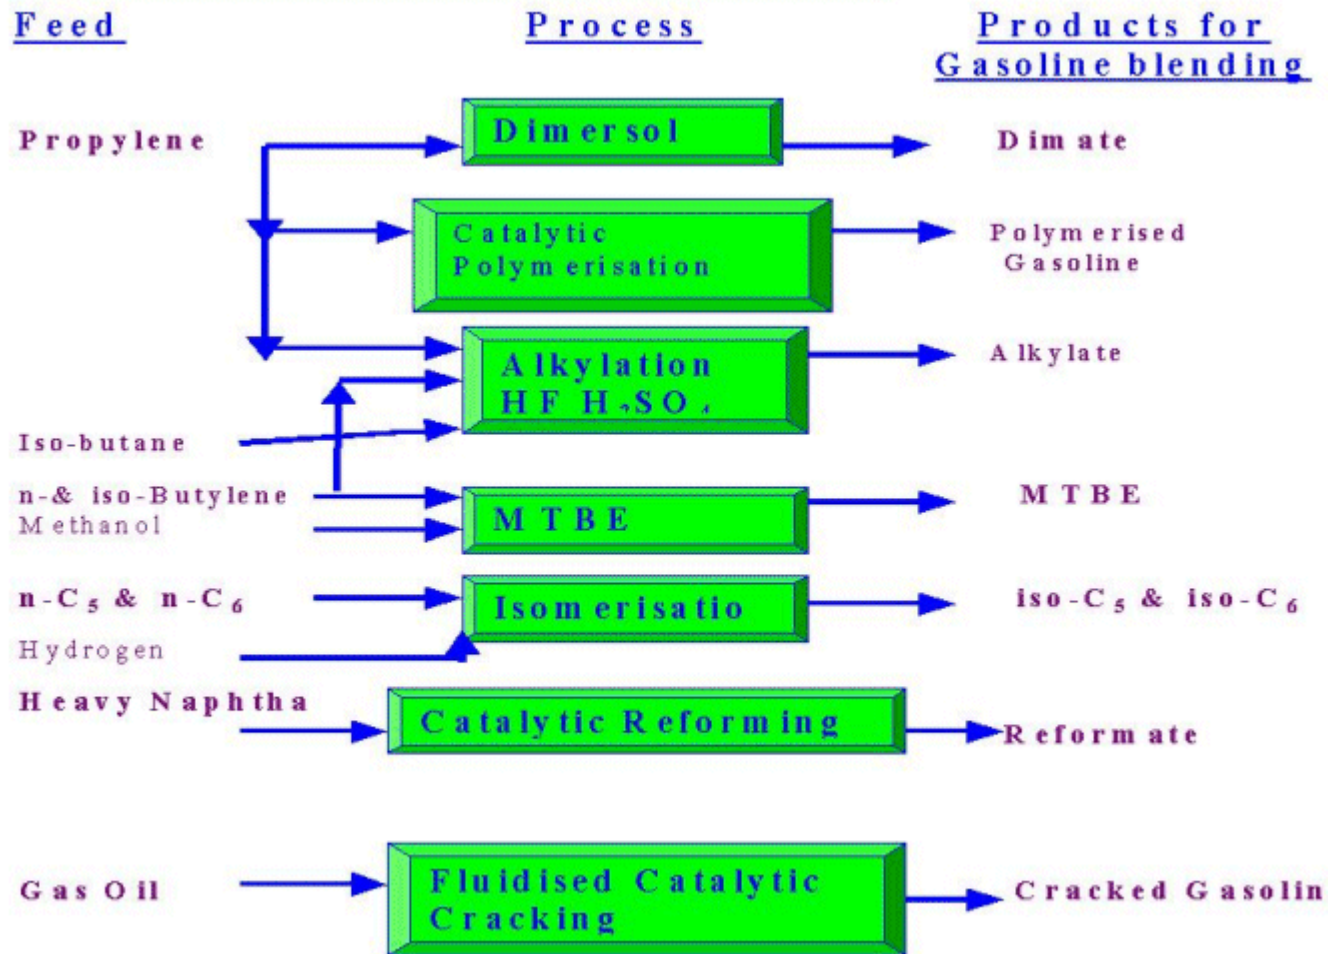 Feed
Process
Products for
Gasoline blending
Propylene
Dimersol
Dimate
Catalytic
Polymerisation
Polymerised
Gasoline
Alkylation
HF H₂SO₄
Alkylate
Iso-butane
n-& iso-Butylene
Methanol
MTBE
MTBE
n-C₅ & n-C₆
Isomerisatio
iso-C₅ & iso-C₆
Hydrogen
Heavy Naphtha
Catalytic Reforming
Reformate
Gas Oil
Fluidised Catalytic
Cracking
Cracked Gasolin